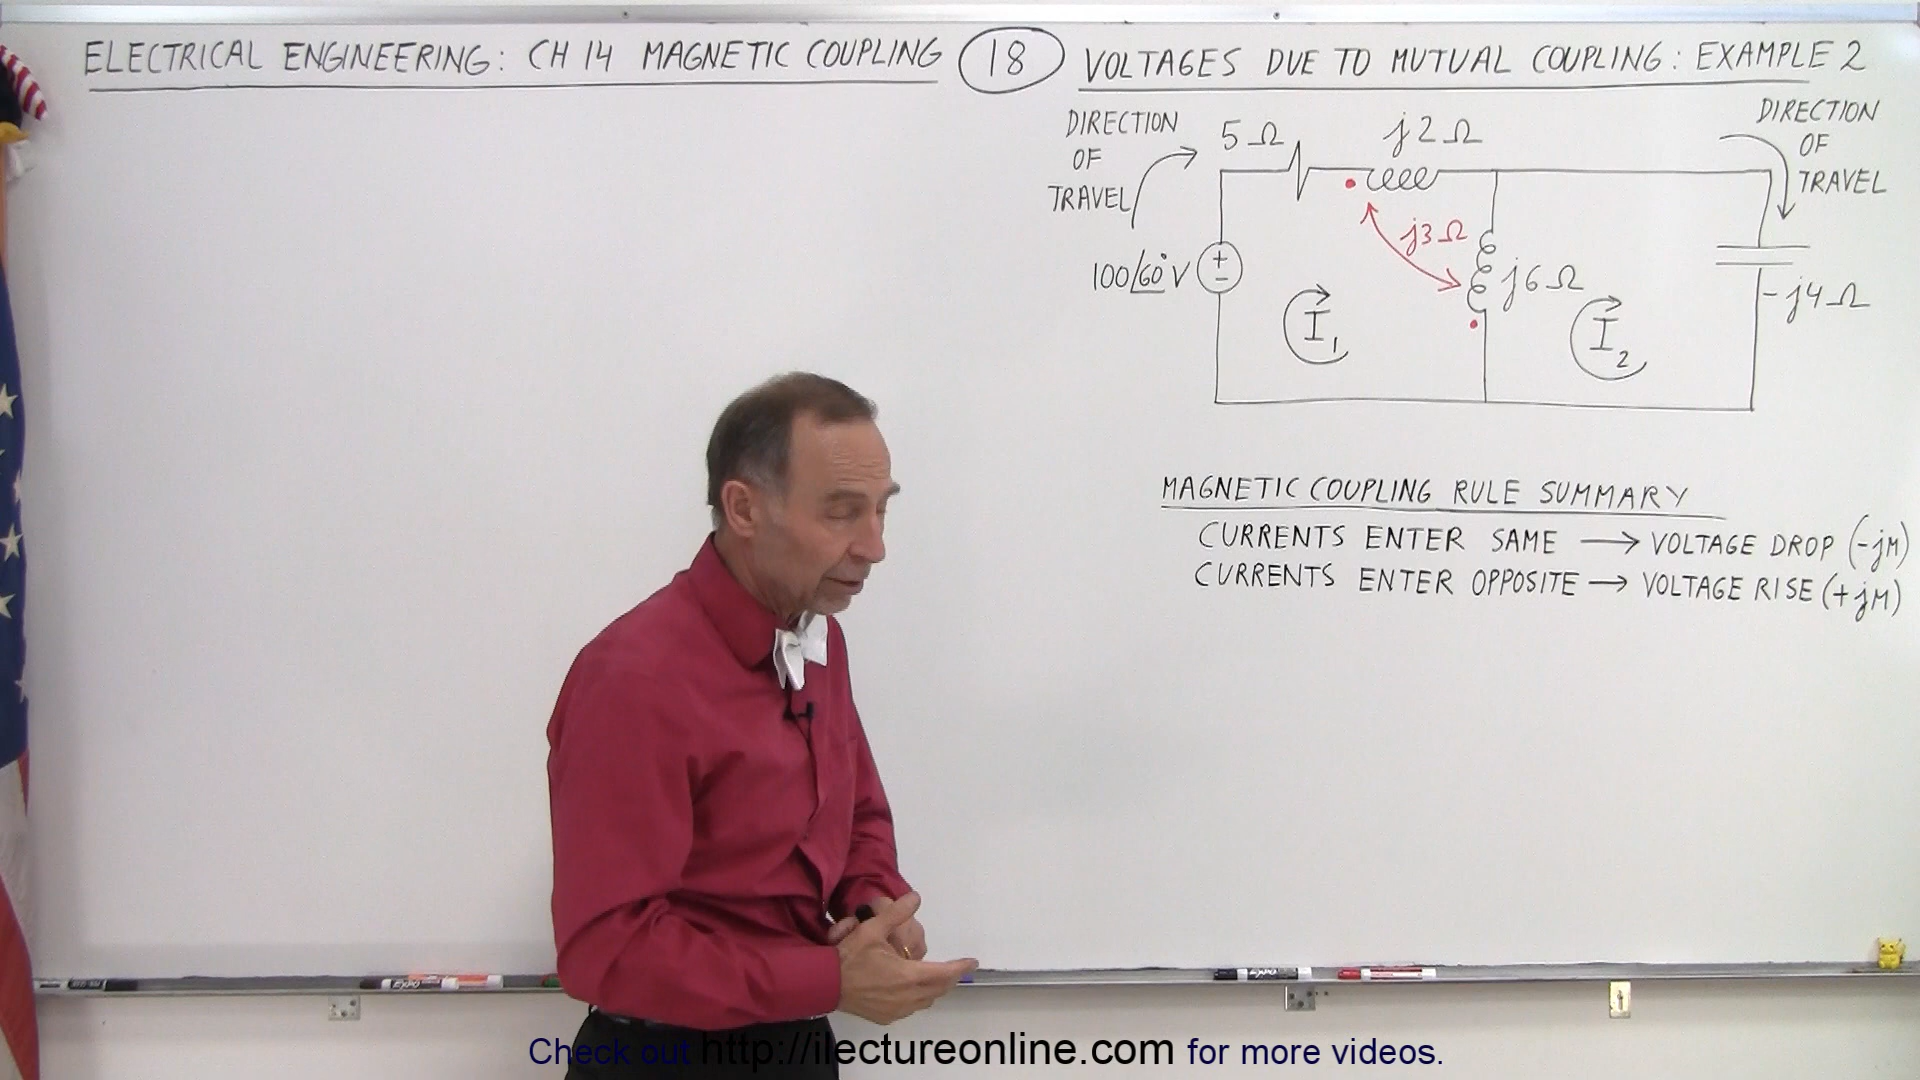 ELECTRICAL ENGINEERING: CH 14 MAGNETIC COUPLING (18) VOLTAGES DUE TO MUTUAL COUPLING: EXAMPLE 2
DIRECTION
OF
TRAVEL
5 Ω
j2 Ω
DIRECTION
OF
TRAVEL
j3 Ω
100/60° V
+
-
j6 Ω
-j4 Ω
I₁
I₂
MAGNETIC COUPLING RULE SUMMARY
CURRENTS ENTER SAME → VOLTAGE DROP (-jM)
CURRENTS ENTER OPPOSITE → VOLTAGE RISE (+jM)
EXPO
Check out http://ilectureonline.com for more videos.